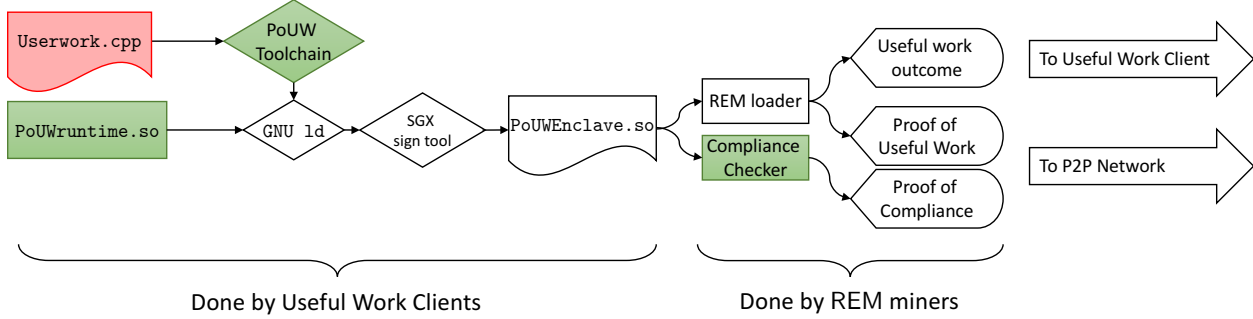 Userwork.cpp
PoUW
Toolchain
PoUWruntime.so
GNU ld
SGX
sign tool
PoUWEnclave.so
REM loader
Compliance
Checker
Useful work
outcome
Proof of
Useful Work
Proof of
Compliance
To Useful Work Client
To P2P Network
Done by Useful Work Clients
Done by REM miners